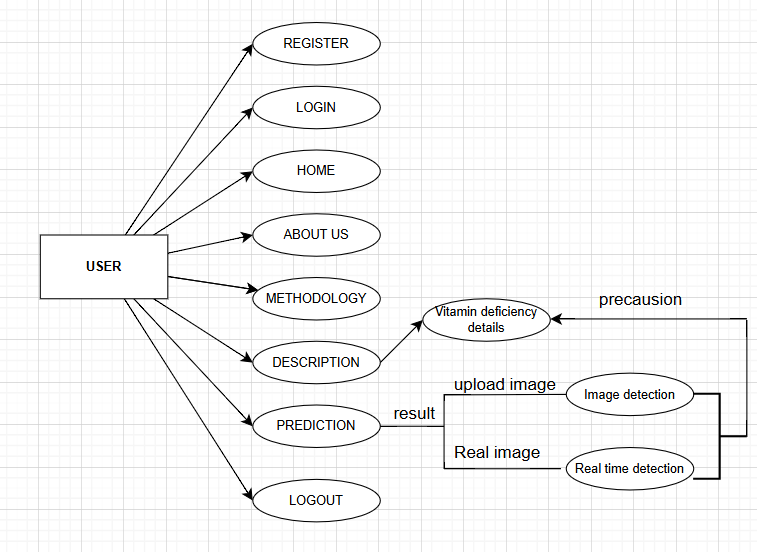 REGISTER
LOGIN
HOME
ABOUT US
USER
METHODOLOGY
Vitamin deficiency
details
precausion
DESCRIPTION
upload image
Image detection
result
PREDICTION
Real image
Real time detection
LOGOUT